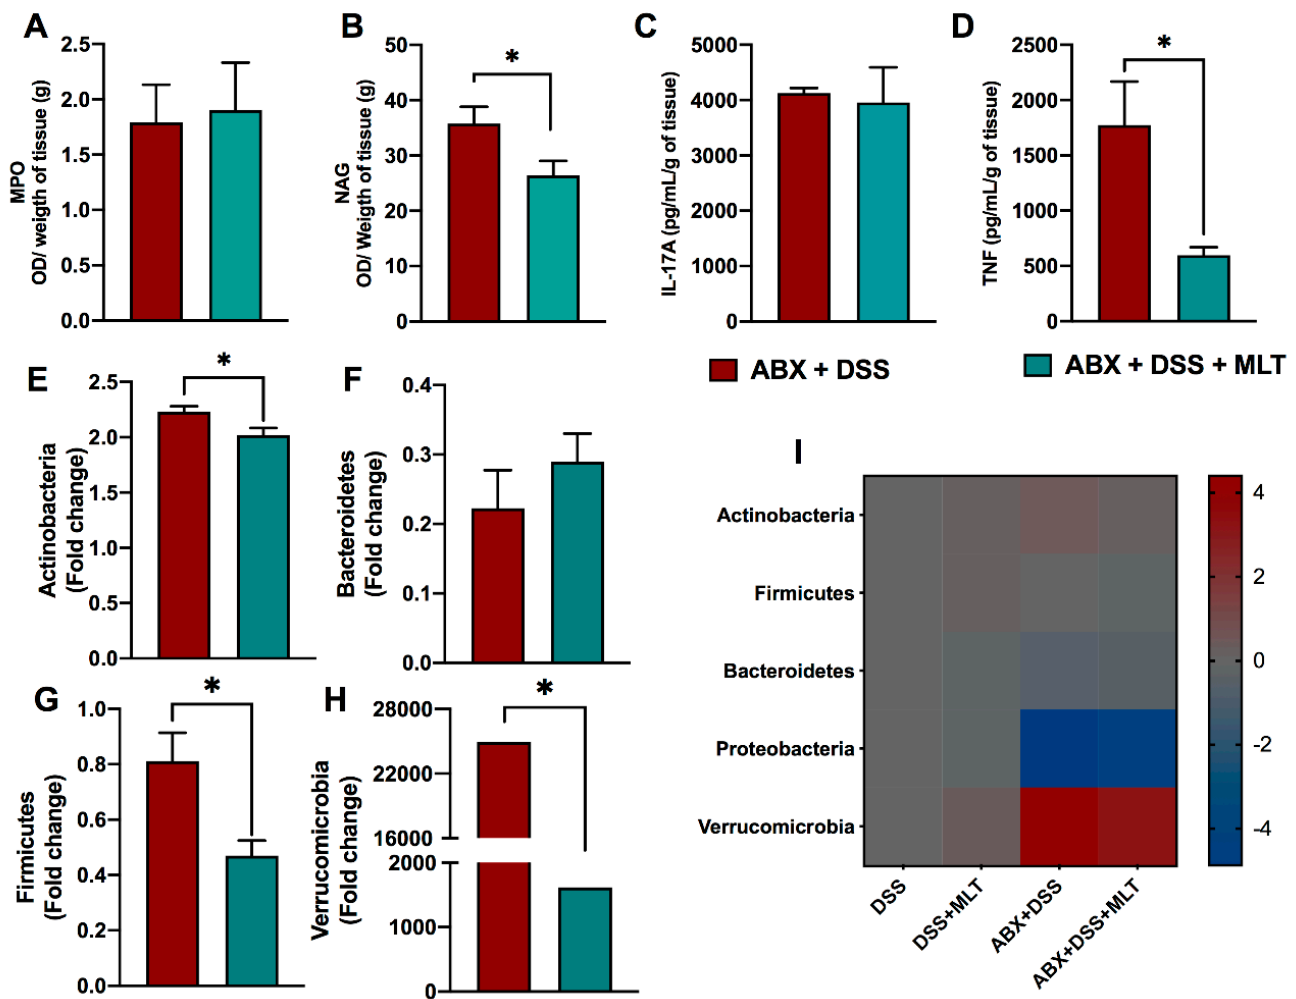 A
MPO
OD/ weigth of tissue (g)
2.5
2.0
1.5
1.0
0.5
0.0
B
NAG
OD/ Weigth of tissue (g)
50
40
30
20
10
0
*
C
IL-17A (pg/mL/g of tissue)
5000
4000
3000
2000
1000
0
D
TNF (pg/mL/g of tissue)
2500
2000
1500
1000
500
0
*
ABX + DSS
ABX + DSS + MLT
E
Actinobacteria
(Fold change)
2.5
2.0
1.5
1.0
0.5
0.0
*
F
Bacteroidetes
(Fold change)
0.4
0.3
0.2
0.1
0.0
G
Firmicutes
(Fold change)
1.0
0.8
0.6
0.4
0.2
0.0
*
H
Verrucomicrobia
(Fold change)
28000
22000
16000
2000
1000
0
*
I
Actinobacteria
Firmicutes
Bacteroidetes
Proteobacteria
Verrucomicrobia
DSS
DSS+MLT
ABX+DSS
ABX+DSS+MLT
4
2
0
-2
-4